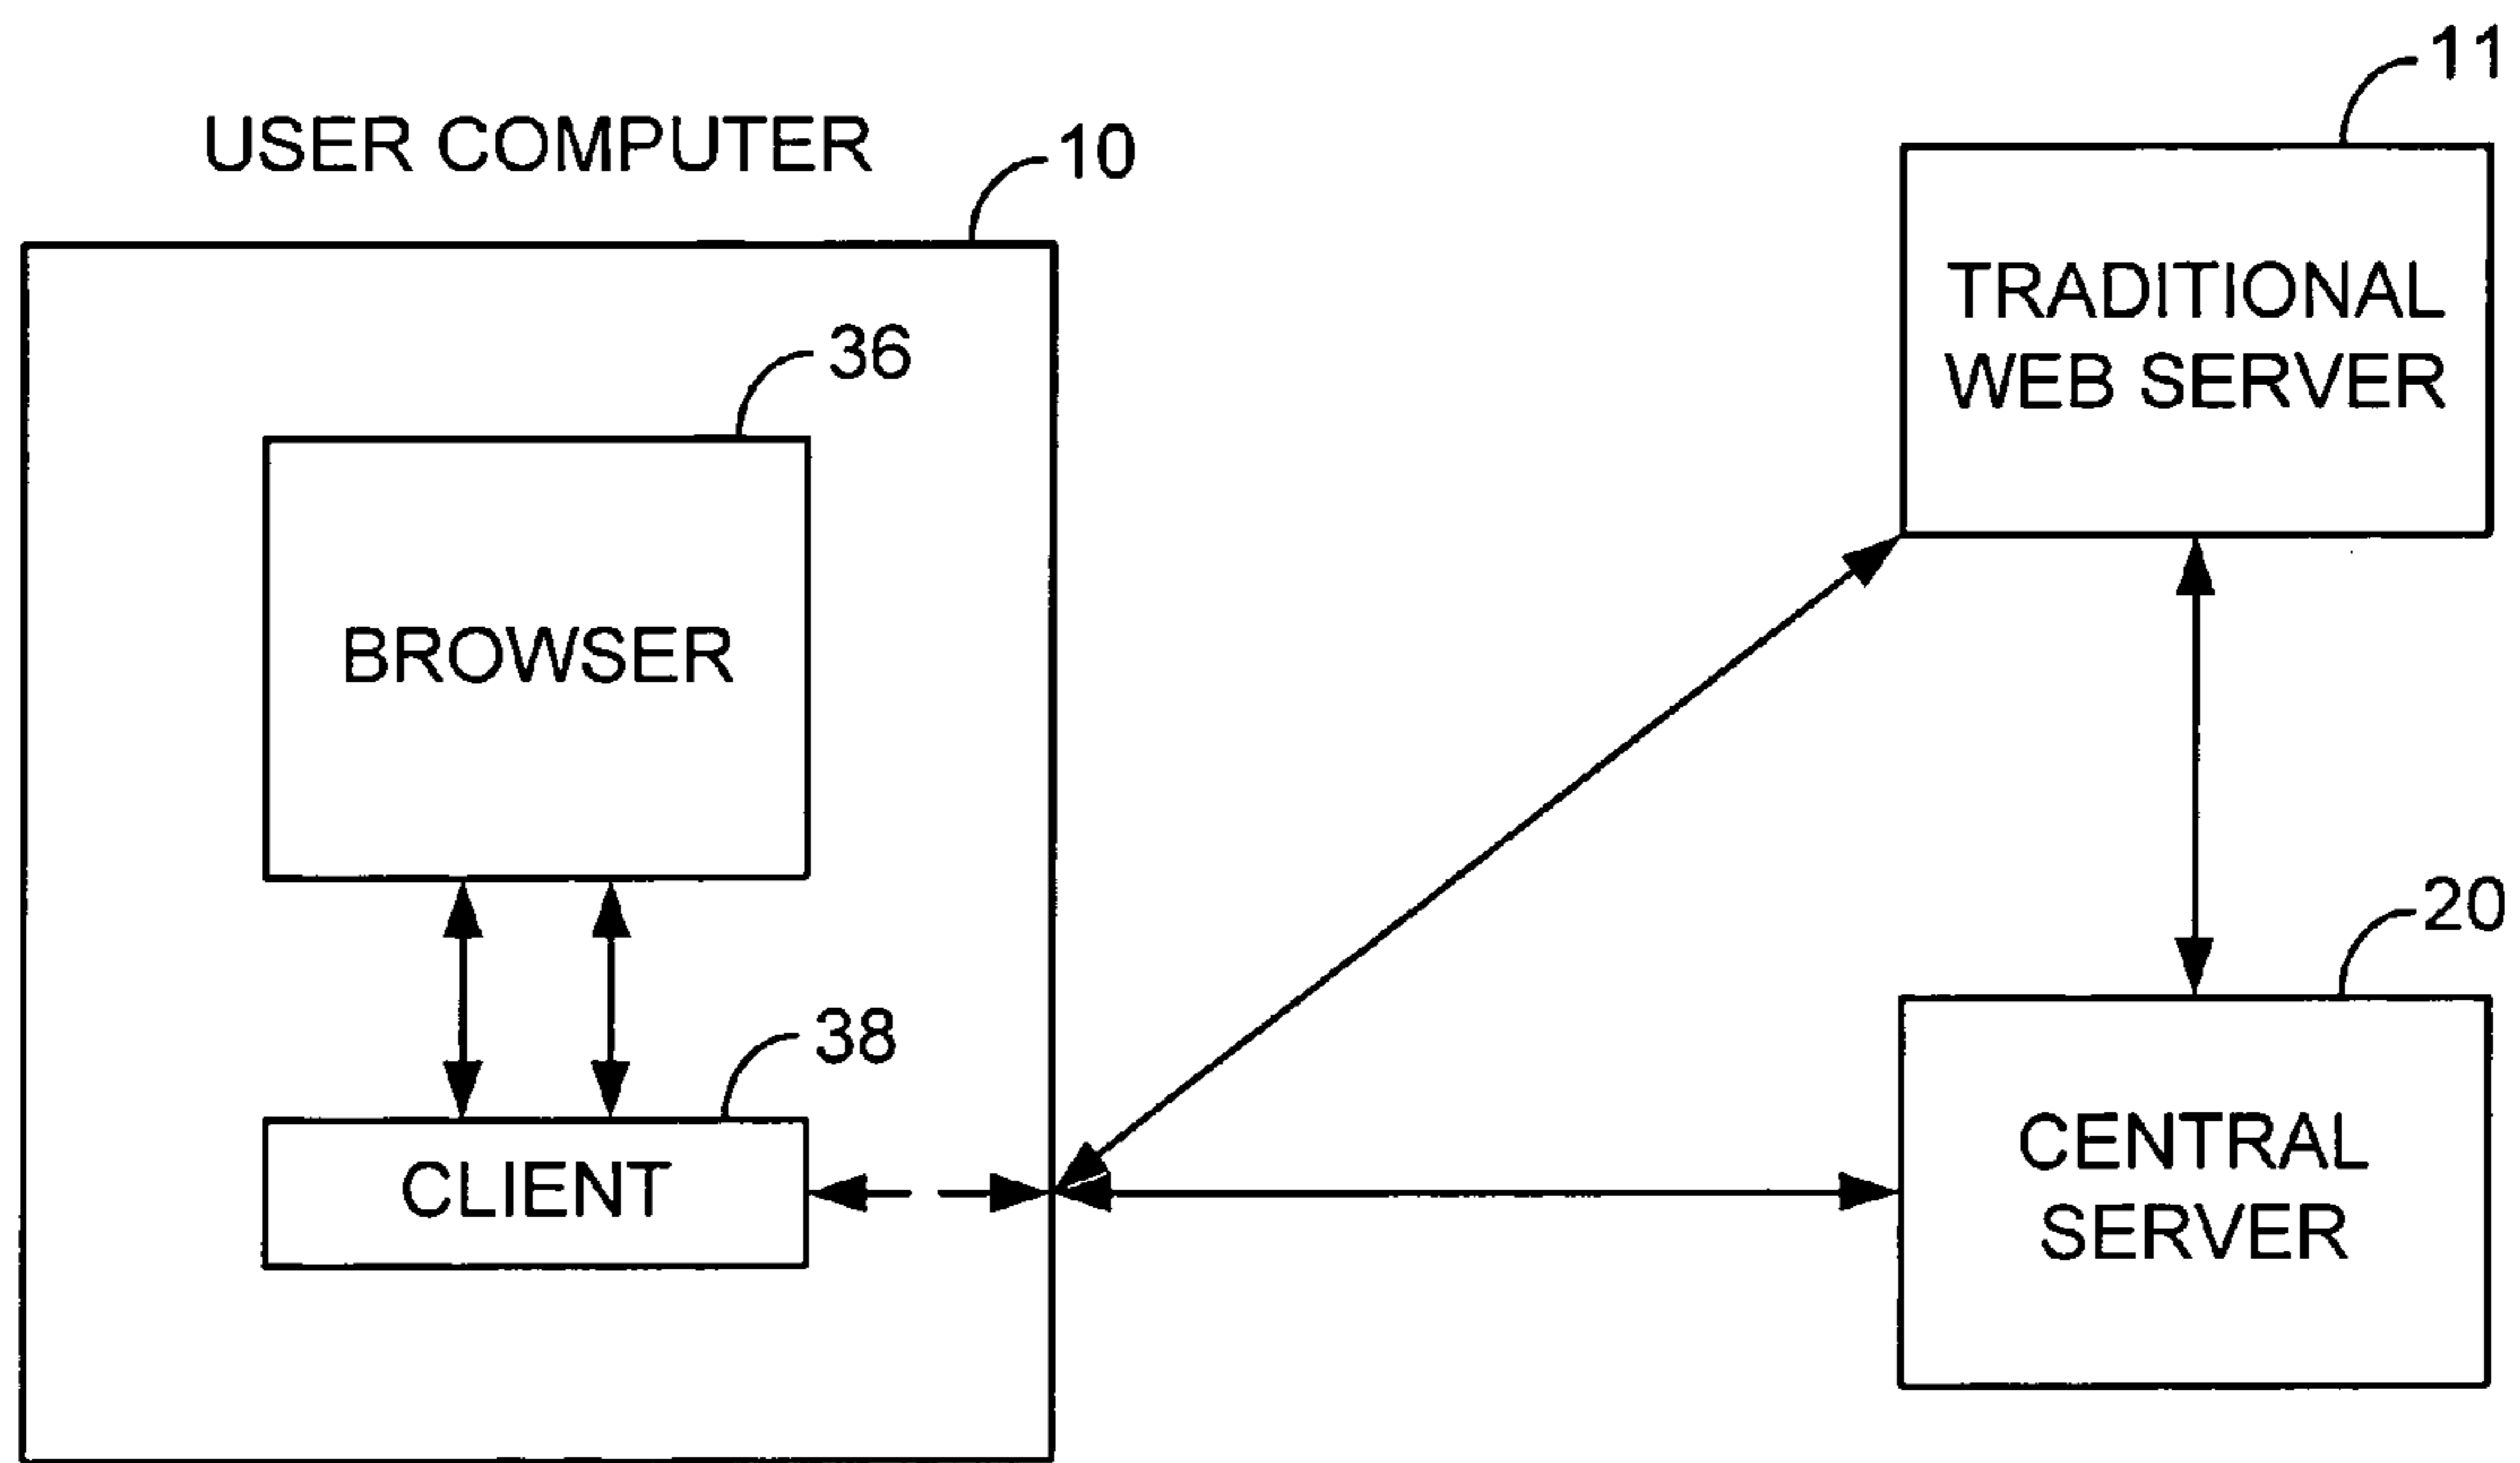 11
USER COMPUTER
10
TRADITIONAL
WEB SERVER
36
BROWSER
20
38
CENTRAL
SERVER
CLIENT